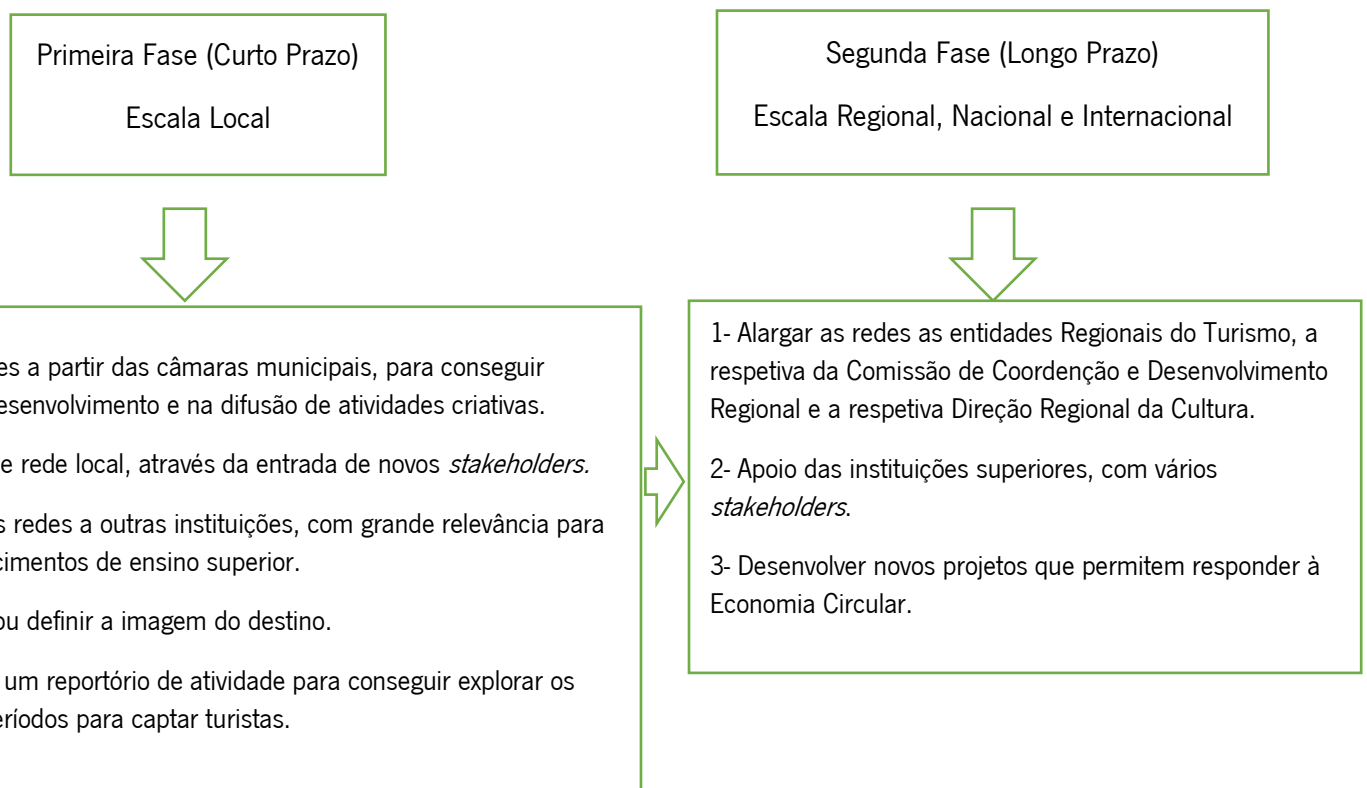 Primeira Fase (Curto Prazo)
Escala Local
Segunda Fase (Longo Prazo)
Escala Regional, Nacional e Internacional
es a partir das câmaras municipais, para conseguir
esenvolvimento e na difusão de atividades criativas.
e rede local, através da entrada de novos stakeholders.
s redes a outras instituições, com grande relevância para
cimentos de ensino superior.
ou definir a imagem do destino.
um reportório de atividade para conseguir explorar os
eríodos para captar turistas.
1- Alargar as redes as entidades Regionais do Turismo, a
respetiva da Comissão de Coordenção e Desenvolvimento
Regional e a respetiva Direção Regional da Cultura.
2- Apoio das instituições superiores, com vários
stakeholders.
3- Desenvolver novos projetos que permitem responder à
Economia Circular.